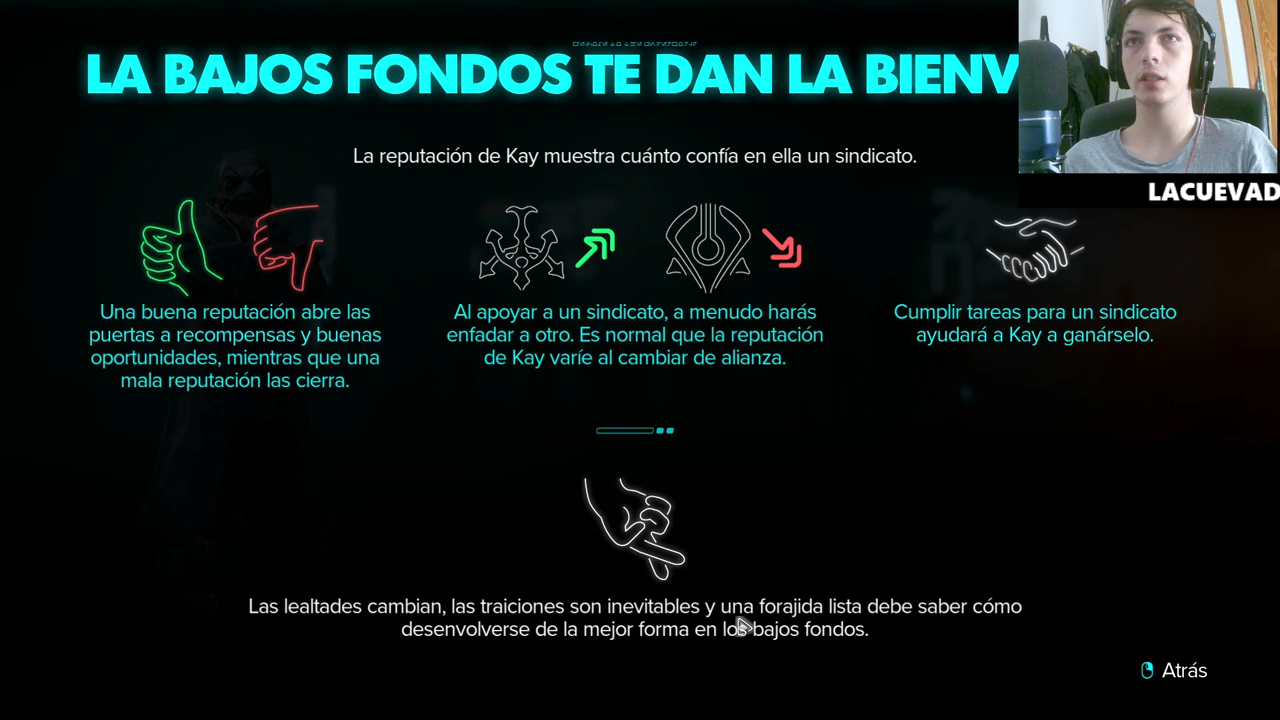 LA BAJOS FONDOS TE DAN LA BIENV
La reputación de Kay muestra cuánto confía en ella un sindicato.
LACUEVAD
Una buena reputación abre las
puertas a recompensas y buenas
oportunidades, mientras que una
mala reputación las cierra.
Al apoyar a un sindicato, a menudo harás
enfadar a otro. Es normal que la reputación
de Kay varíe al cambiar de alianza.
Cumplir tareas para un sindicato
ayudará a Kay a ganárselo.
Las lealtades cambian, las traiciones son inevitables y una forajida lista debe saber cómo
desenvolverse de la mejor forma en los bajos fondos.
Atrás